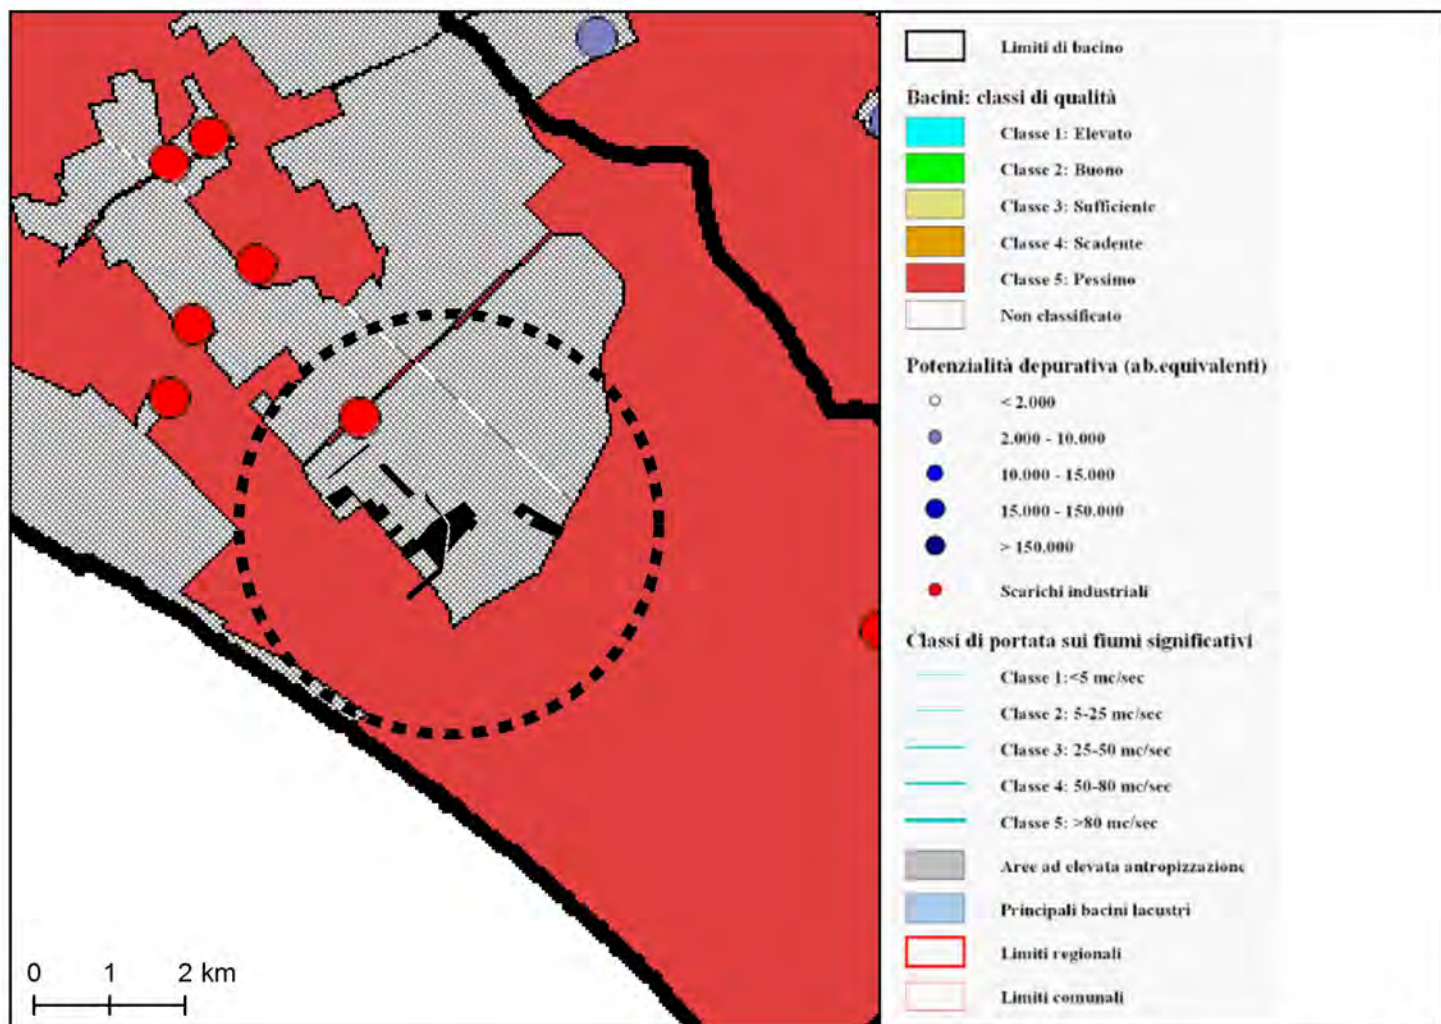 Limiti di bacino
Bacini: classi di qualità
Classe 1: Elevato
Classe 2: Buono
Classe 3: Sufficiente
Classe 4: Scadente
Classe 5: Pessimo
Non classificato
Potenzialità depurativa (ab.equivalenti)
< 2.000
2.000 - 10.000
10.000 - 15.000
15.000 - 150.000
> 150.000
Scarichi industriali
Classi di portata sui fiumi significativi
Classe 1:<5 mc/sec
Classe 2: 5-25 mc/sec
Classe 3: 25-50 mc/sec
Classe 4: 50-80 mc/sec
Classe 5: >80 mc/sec
Aree ad elevata antropizzazione
Principali bacini lacustri
Limiti regionali
Limiti comunali
0 1 2 km